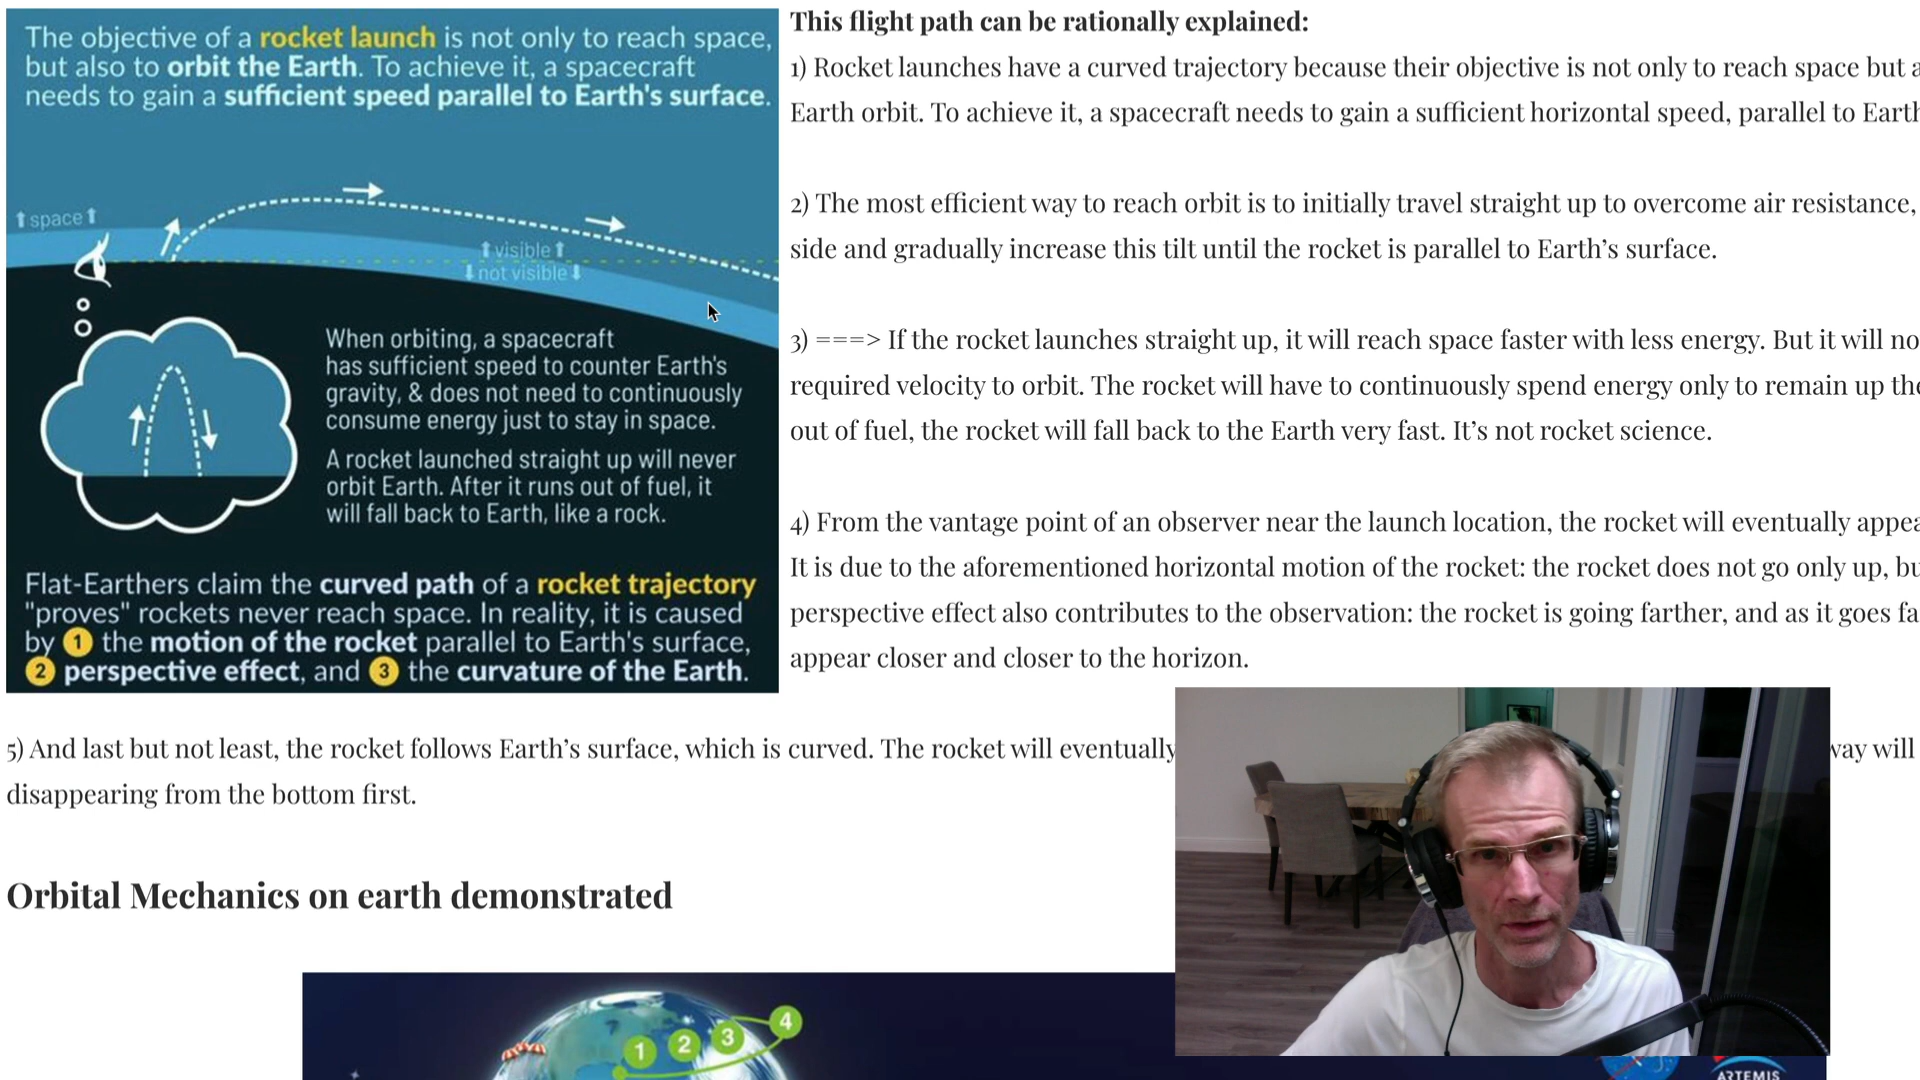 The objective of a rocket launch is not only to reach space,
but also to orbit the Earth. To achieve it, a spacecraft
needs to gain a sufficient speed parallel to Earth's surface.
⬆space⬆
⬆visible⬆
⬇not visible⬇
When orbiting, a spacecraft
has sufficient speed to counter Earth's
gravity, & does not need to continuously
consume energy just to stay in space.
A rocket launched straight up will never
orbit Earth. After it runs out of fuel, it
will fall back to Earth, like a rock.
Flat-Earthers claim the curved path of a rocket trajectory
"proves" rockets never reach space. In reality, it is caused
by 1 the motion of the rocket parallel to Earth's surface,
2 perspective effect, and 3 the curvature of the Earth.
This flight path can be rationally explained:
1) Rocket launches have a curved trajectory because their objective is not only to reach space but
Earth orbit. To achieve it, a spacecraft needs to gain a sufficient horizontal speed, parallel to Earth
2) The most efficient way to reach orbit is to initially travel straight up to overcome air resistance,
side and gradually increase this tilt until the rocket is parallel to Earth’s surface.
3) ===> If the rocket launches straight up, it will reach space faster with less energy. But it will
required velocity to orbit. The rocket will have to continuously spend energy only to remain up
out of fuel, the rocket will fall back to the Earth very fast. It’s not rocket science.
4) From the vantage point of an observer near the launch location, the rocket will eventually
It is due to the aforementioned horizontal motion of the rocket: the rocket does not go only up,
perspective effect also contributes to the observation: the rocket is going farther, and as it goes
appear closer and closer to the horizon.
5) And last but not least, the rocket follows Earth’s surface, which is curved. The rocket will eventually
way will
disappearing from the bottom first.
Orbital Mechanics on earth demonstrated
1 2 3 4
ARTEMIS